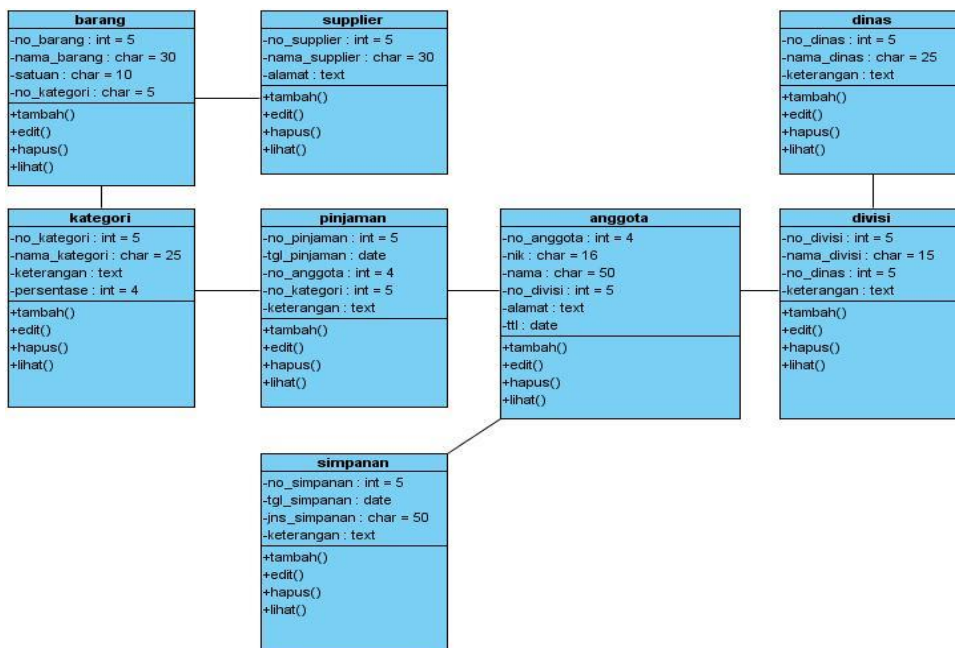 barang
-no_barang : int = 5
-nama_barang : char = 30
-satuan : char = 10
-no_kategori : char = 5
+tambah()
+edit()
+hapus()
+lihat()
supplier
-no_supplier : int = 5
-nama_supplier : char = 30
-alamat : text
+tambah()
+edit()
+hapus()
+lihat()
dinas
-no_dinas : int = 5
-nama_dinas : char = 25
-keterangan : text
+tambah()
+edit()
+hapus()
+lihat()
kategori
-no_kategori : int = 5
-nama_kategori : char = 25
-keterangan : text
-persentase : int = 4
+tambah()
+edit()
+hapus()
+lihat()
pinjaman
-no_pinjaman : int = 5
-tgl_pinjaman : date
-no_anggota : int = 4
-no_kategori : int = 5
-keterangan : text
+tambah()
+edit()
+hapus()
+lihat()
anggota
-no_anggota : int = 4
-nik : char = 16
-nama : char = 50
-no_divisi : int = 5
-alamat : text
-ttl : date
+tambah()
+edit()
+hapus()
+lihat()
divisi
-no_divisi : int = 5
-nama_divisi : char = 15
-no_dinas : int = 5
-keterangan : text
+tambah()
+edit()
+hapus()
+lihat()
simpanan
-no_simpanan : int = 5
-tgl_simpanan : date
-jns_simpanan : char = 50
-keterangan : text
+tambah()
+edit()
+hapus()
+lihat()